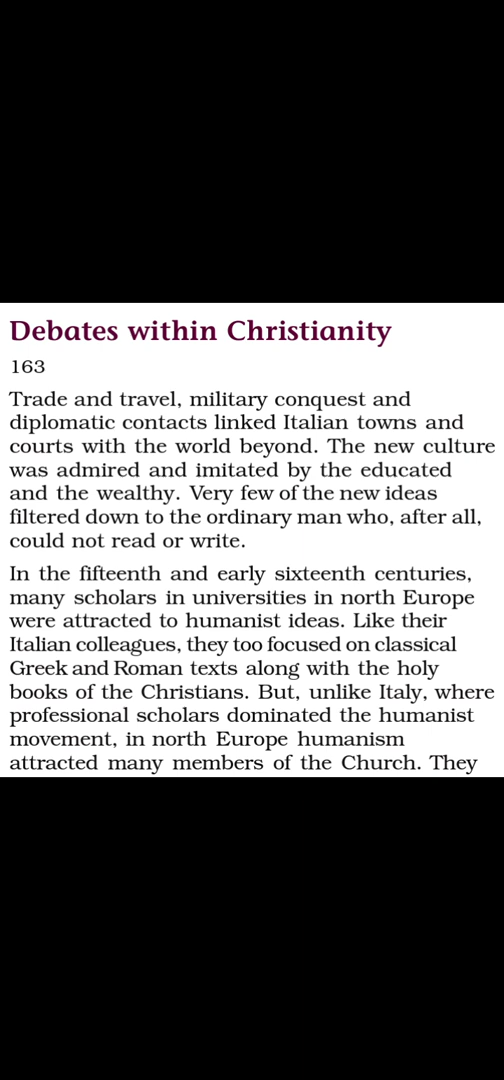 Debates within Christianity
163
Trade and travel, military conquest and
diplomatic contacts linked Italian towns and
courts with the world beyond. The new culture
was admired and imitated by the educated
and the wealthy. Very few of the new ideas
filtered down to the ordinary man who, after all,
could not read or write.
In the fifteenth and early sixteenth centuries,
many scholars in universities in north Europe
were attracted to humanist ideas. Like their
Italian colleagues, they too focused on classical
Greek and Roman texts along with the holy
books of the Christians. But, unlike Italy, where
professional scholars dominated the humanist
movement, in north Europe humanism
attracted many members of the Church. They